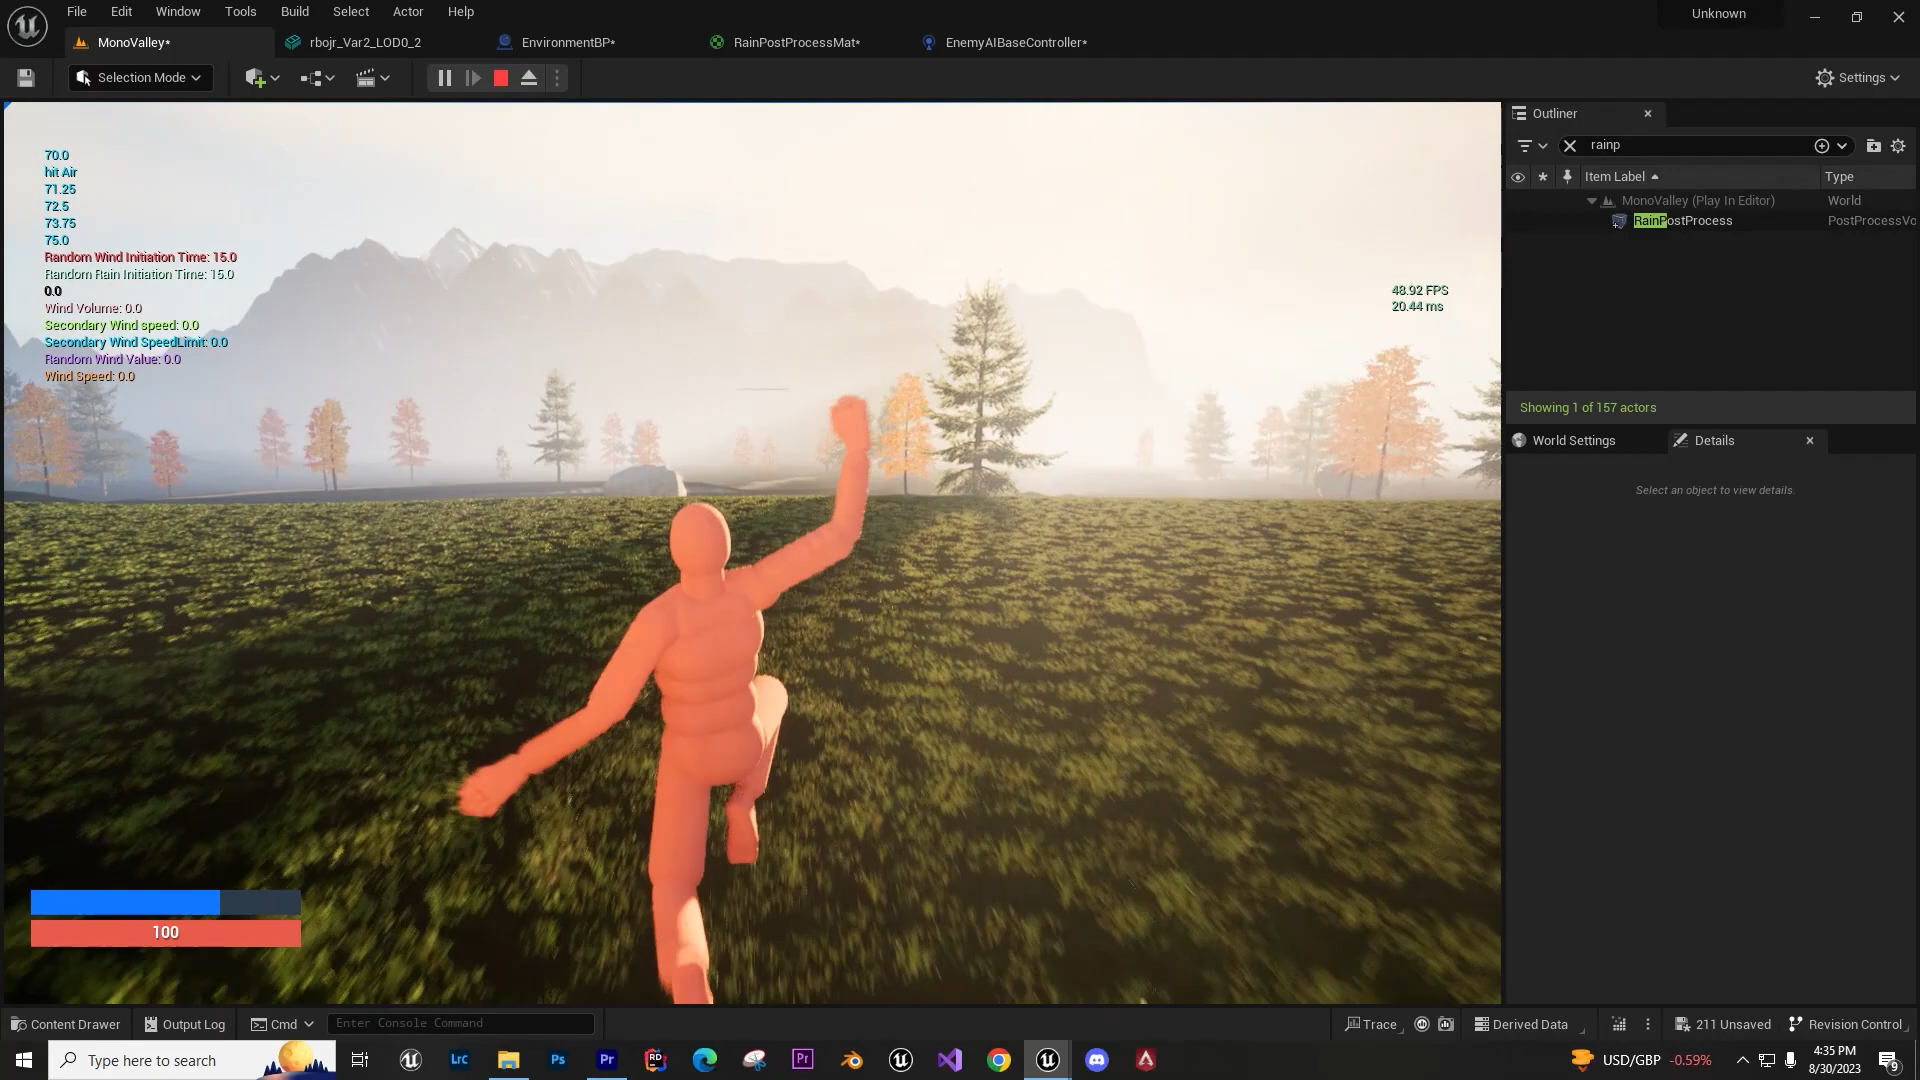 File Edit Window Tools Build Select Actor Help
Unknown
MonoValley* rbojr_Var2_LOD0_2 EnvironmentBP* RainPostProcessMat* EnemyAIBaseController*
Selection Mode
Settings
Outliner
rainp
Item Label Type
MonoValley (Play In Editor) World
RainPostProcess PostProcessVo
Showing 1 of 157 actors
World Settings Details
Select an object to view details.
70.0
hit Air
71.25
72.5
73.75
75.0
Random Wind Initiation Time: 15.0
Random Rain Initiation Time: 15.0
0.0
Wind Volume: 0.0
Secondary Wind speed: 0.0
Secondary Wind SpeedLimit: 0.0
Random Wind Value: 0.0
Wind Speed: 0.0
48.92 FPS
20.44 ms
100
Content Drawer Output Log Cmd Enter Console Command Trace Derived Data 211 Unsaved Revision Control
Type here to search
Lrc Ps Pr RD Pr
USD/GBP -0.59%
4:35 PM
8/30/2023
9